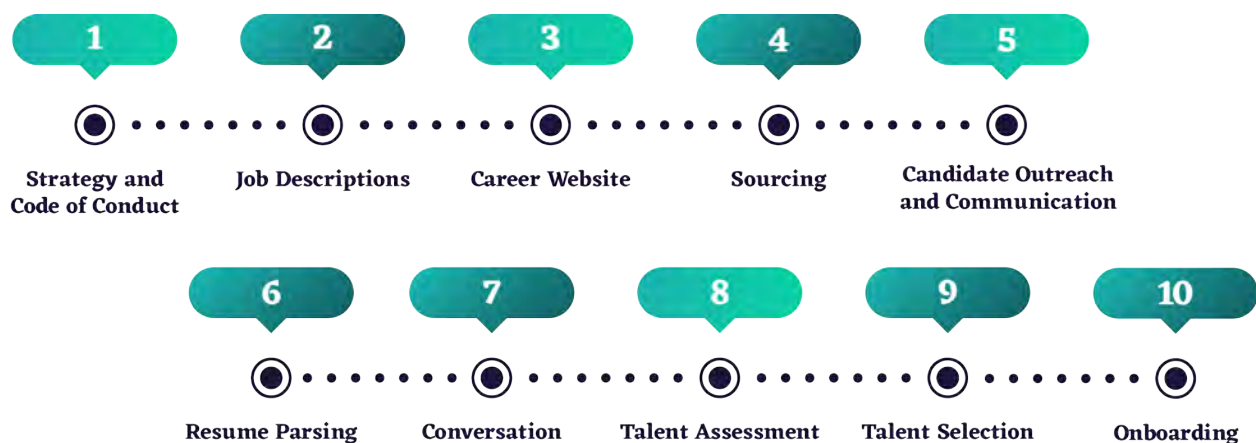 1
2
3
4
5
Strategy and
Code of Conduct
Job Descriptions
Career Website
Sourcing
Candidate Outreach
and Communication
6
7
8
9
10
Resume Parsing
Conversation
Talent Assessment
Talent Selection
Onboarding